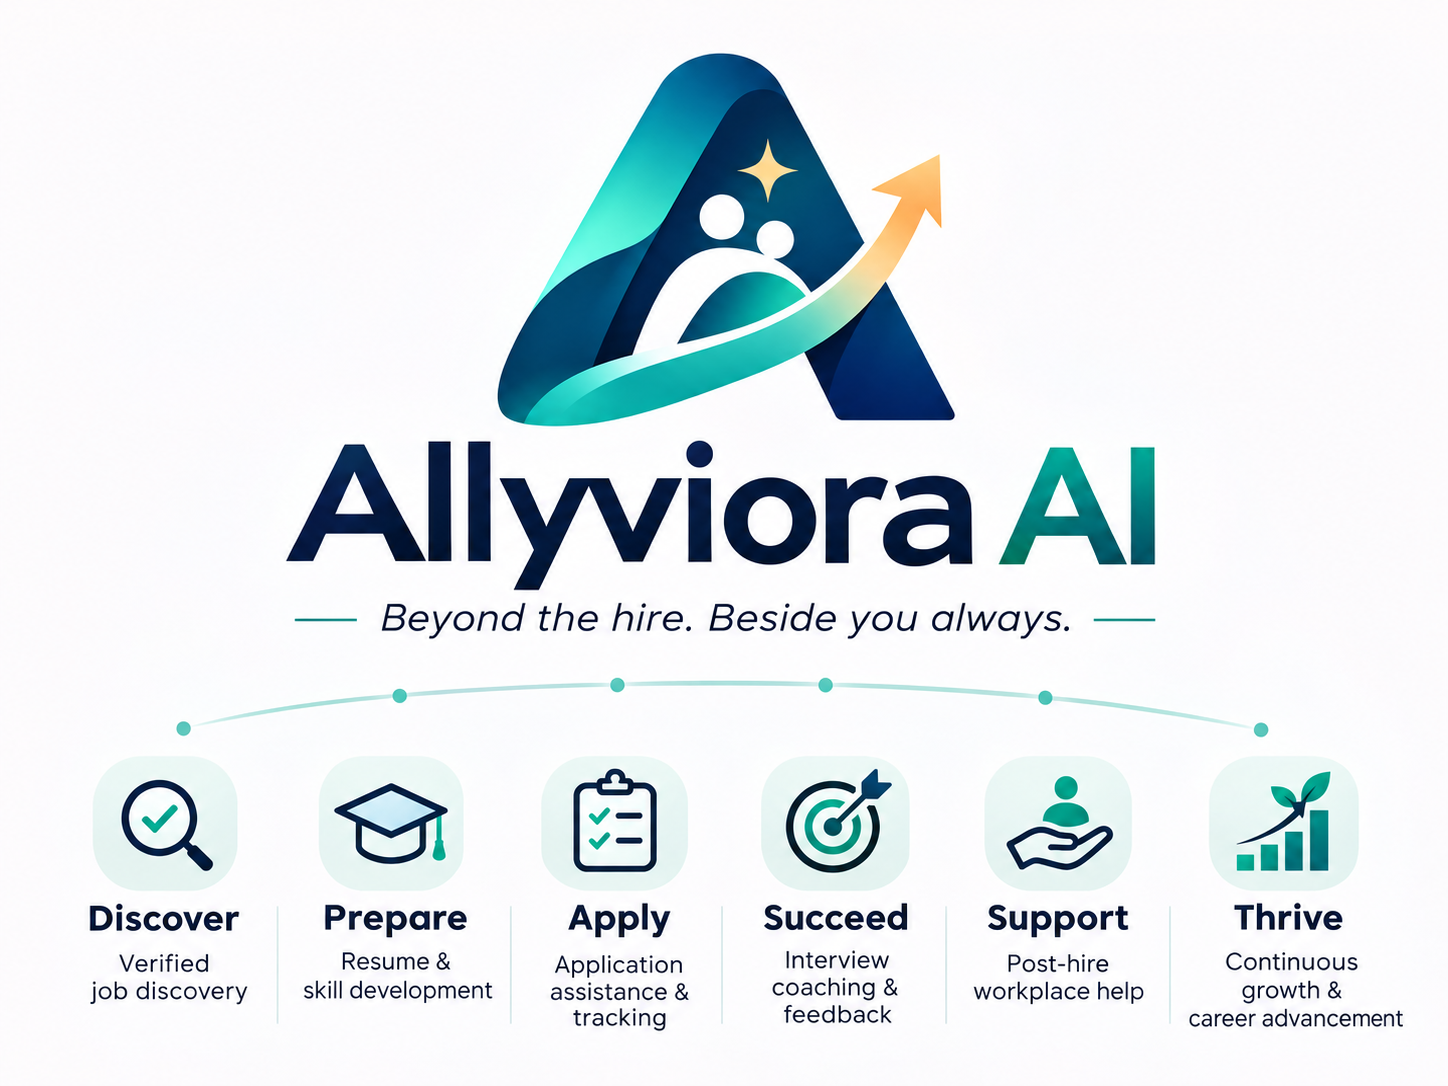 Allyviora AI
Beyond the hire. Beside you always.
Discover
Verified
job discovery
Prepare
Resume &
skill development
Apply
Application
assistance &
tracking
Succeed
Interview
coaching &
feedback
Support
Post-hire
workplace help
Thrive
Continuous
growth &
career advancement